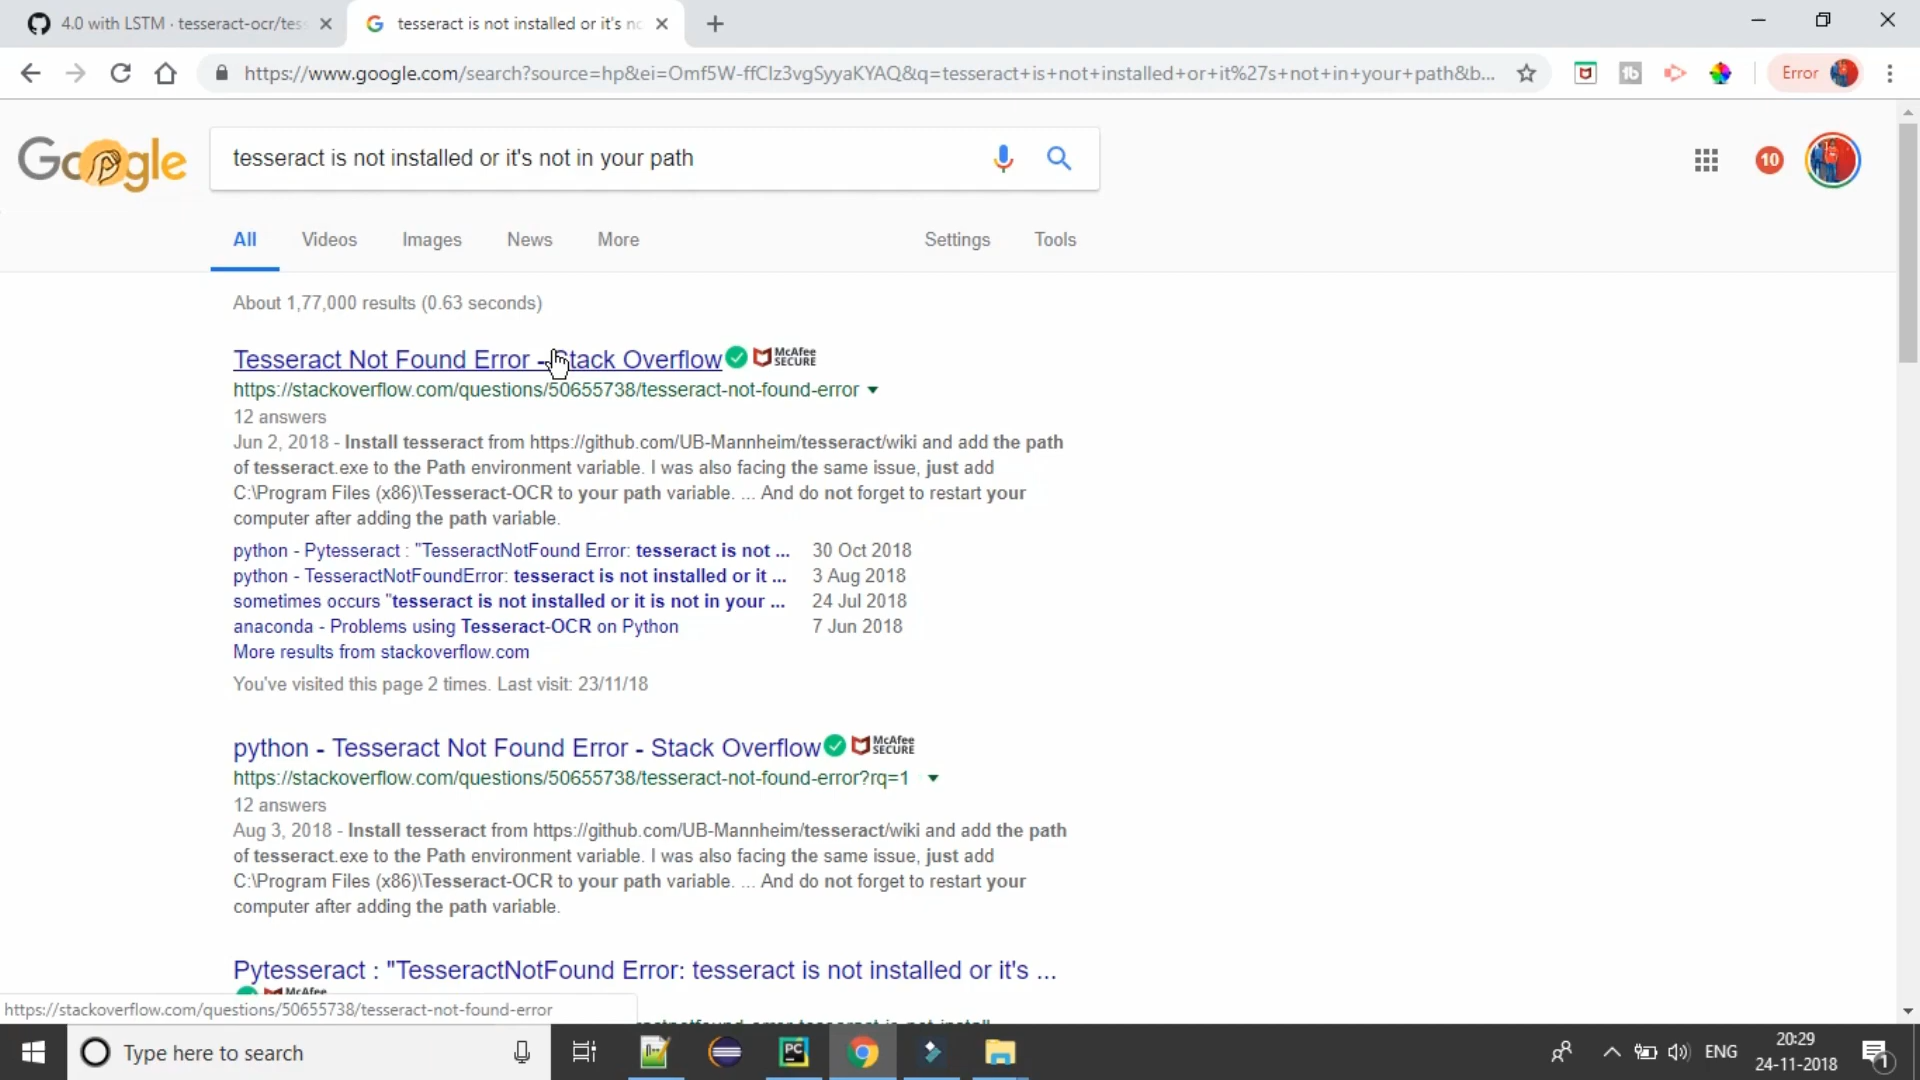 4.0 with LSTM · tesseract-ocr/tes
tesseract is not installed or it's no
https://www.google.com/search?source=hp&ei=Omf5W-ffClz3vgSyyaKYAQ&q=tesseract+is+not+installed+or+it%27s+not+in+your+path&b...
Error
Google
tesseract is not installed or it's not in your path
10
All Videos Images News More Settings Tools
About 1,77,000 results (0.63 seconds)
Tesseract Not Found Error - Stack Overflow McAfee SECURE
https://stackoverflow.com/questions/50655738/tesseract-not-found-error
12 answers
Jun 2, 2018 - Install tesseract from https://github.com/UB-Mannheim/tesseract/wiki and add the path
of tesseract.exe to the Path environment variable. I was also facing the same issue, just add
C:\Program Files (x86)\Tesseract-OCR to your path variable. ... And do not forget to restart your
computer after adding the path variable.
python - Pytesseract : "TesseractNotFound Error: tesseract is not ... 30 Oct 2018
python - TesseractNotFoundError: tesseract is not installed or it ... 3 Aug 2018
sometimes occurs "tesseract is not installed or it is not in your ... 24 Jul 2018
anaconda - Problems using Tesseract-OCR on Python 7 Jun 2018
More results from stackoverflow.com
You've visited this page 2 times. Last visit: 23/11/18
python - Tesseract Not Found Error - Stack Overflow McAfee SECURE
https://stackoverflow.com/questions/50655738/tesseract-not-found-error?rq=1
12 answers
Aug 3, 2018 - Install tesseract from https://github.com/UB-Mannheim/tesseract/wiki and add the path
of tesseract.exe to the Path environment variable. I was also facing the same issue, just add
C:\Program Files (x86)\Tesseract-OCR to your path variable. ... And do not forget to restart your
computer after adding the path variable.
Pytesseract : "TesseractNotFound Error: tesseract is not installed or it's ...
McAfee
https://stackoverflow.com/questions/50655738/tesseract-not-found-error
Type here to search
PC
ENG
20:29
24-11-2018
1